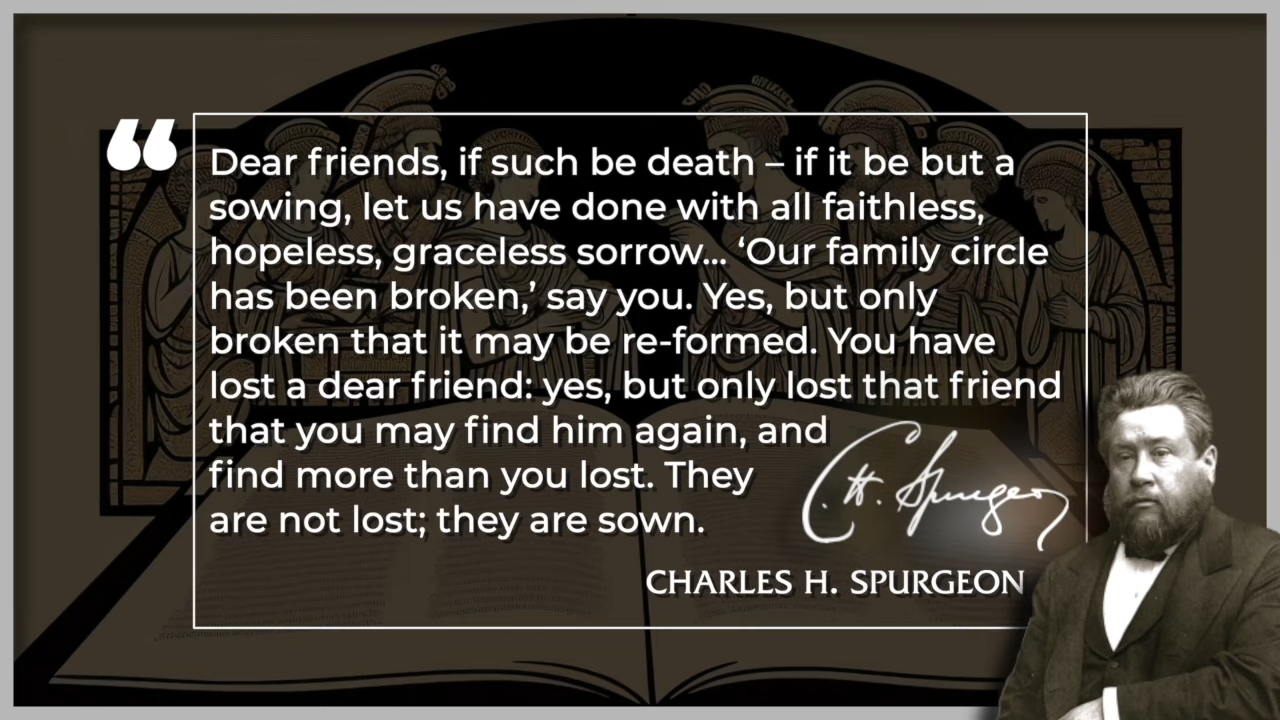 “
Dear friends, if such be death – if it be but a
sowing, let us have done with all faithless,
hopeless, graceless sorrow... ‘Our family circle
has been broken,’ say you. Yes, but only
broken that it may be re-formed. You have
lost a dear friend: yes, but only lost that friend
that you may find him again, and
find more than you lost. They
are not lost; they are sown.
C. H. Spurgeon
CHARLES H. SPURGEON